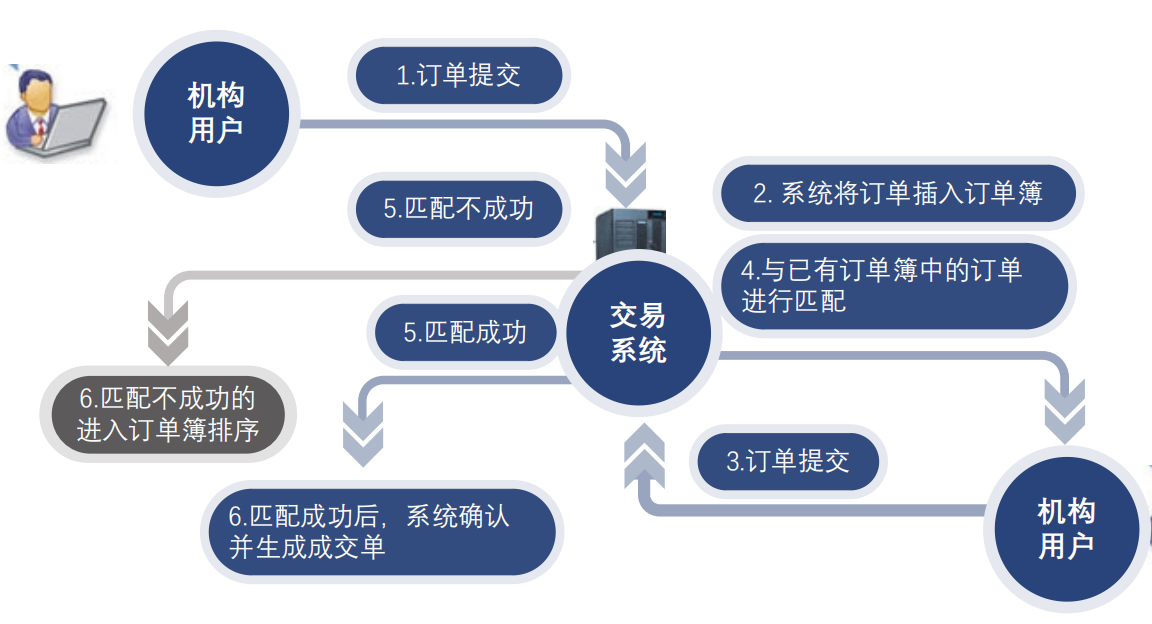 机构
用户
1.订单提交
5.匹配不成功
2. 系统将订单插入订单簿
4.与已有订单簿中的订单
进行匹配
交易
系统
5.匹配成功
6.匹配不成功的
进入订单簿排序
3.订单提交
6.匹配成功后，系统确认
并生成成交单
机构
用户